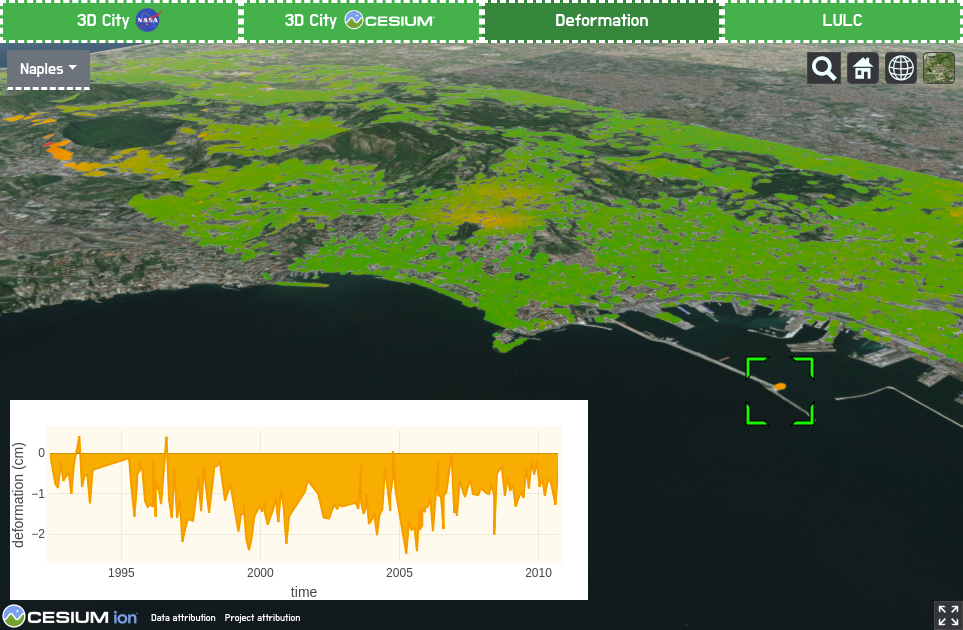 3D City NASA
3D City CESIUM
Deformation
LULC
Naples
deformation (cm)
0
−1
−2
1995
2000
2005
2010
time
CESIUM ion
Data attribution
Project attribution